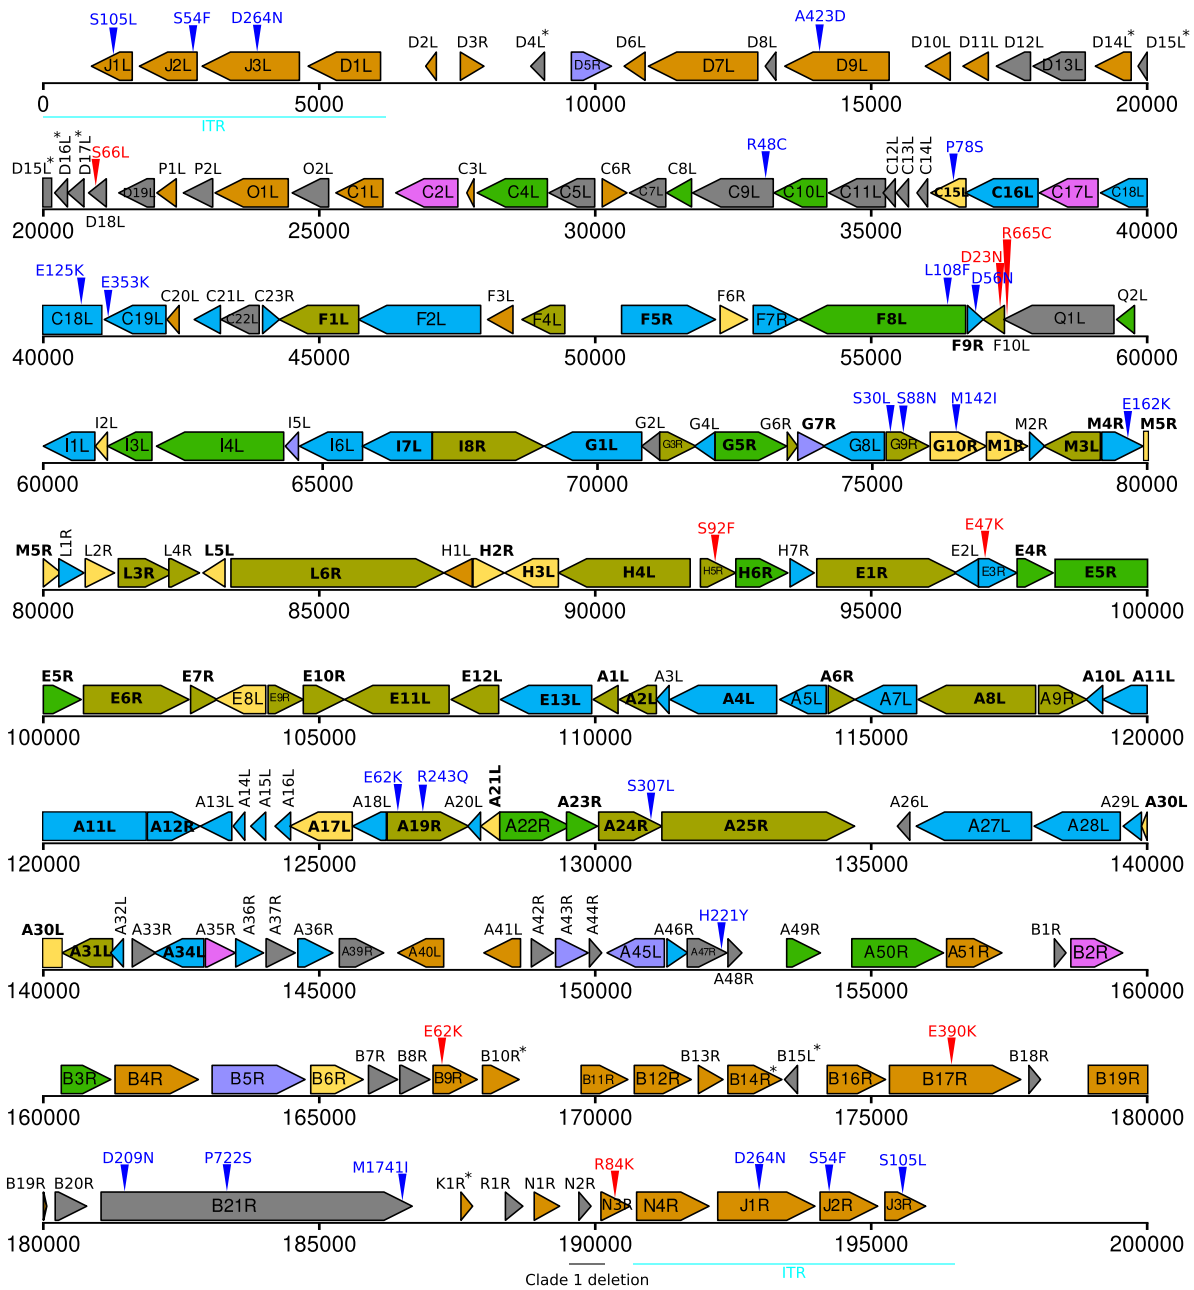 S105L S54F D264N A423D
D2L D3R D4L* D6L D8L D10L D11L D12L D14L* D15L*
J1L J2L J3L D1L D5R D7L D9L D13L
0 5000 10000 15000 20000
ITR
S66L R48C P78S
D15L* D16L* D17L* P1L P2L O2L C3L C6R C8L C12L C13L C14L
D19L O1L C1L C2L C4L C5L C7L C9L C10L C11L C15L C16L C17L C18L
D18L
20000 25000 30000 35000 40000
E125K E353K L108F D56N D23N R665C
C20L C21L C23R F3L F6R Q2L
C18L C19L C22L F1L F2L F4L F5R F7R F8L Q1L
F9R F10L
40000 45000 50000 55000 60000
S30L S88N M142I E162K
I2L I5L G2L G4L G6R G7R M2R M4R M5R
I1L I3L I4L I6L I7L I8R G1L G3R G5R G8L G9R G10R M1R M3L
60000 65000 70000 75000 80000
S92F E47K
M5R L1R L2R L4R L5L H1L H2R H7R E2L E4R
L3R L6R H3L H4L H5R H6R E1R E3R E5R
80000 85000 90000 95000 100000
E5R E7R E10R E12L A1L A3L A6R A10L A11L
E6R E8L E9R E11L E13L A2L A4L A5L A7L A8L A9R
100000 105000 110000 115000 120000
E62K R243Q S307L
A13L A14L A15L A16L A18L A20L A21L A23R A26L A29L A30L
A11L A12R A17L A19R A22R A24R A25R A27L A28L
120000 125000 130000 135000 140000
H221Y
A30L A32L A33R A35R A36R A37R A36R A41L A42R A43R A44R A46R A49R B1R
A31L A34L A39R A40L A45L A47R A50R A51R B2R
A48R
140000 145000 150000 155000 160000
E62K E390K
B7R B8R B10R* B13R B15L* B18R
B3R B4R B5R B6R B9R B11R B12R B14R* B16R B17R B19R
160000 165000 170000 175000 180000
D209N P722S M1741I R84K D264N S54F S105L
B19R B20R K1R* R1R N1R N2R
B21R N3R N4R J1R J2R J3R
180000 185000 190000 195000 200000
Clade 1 deletion ITR